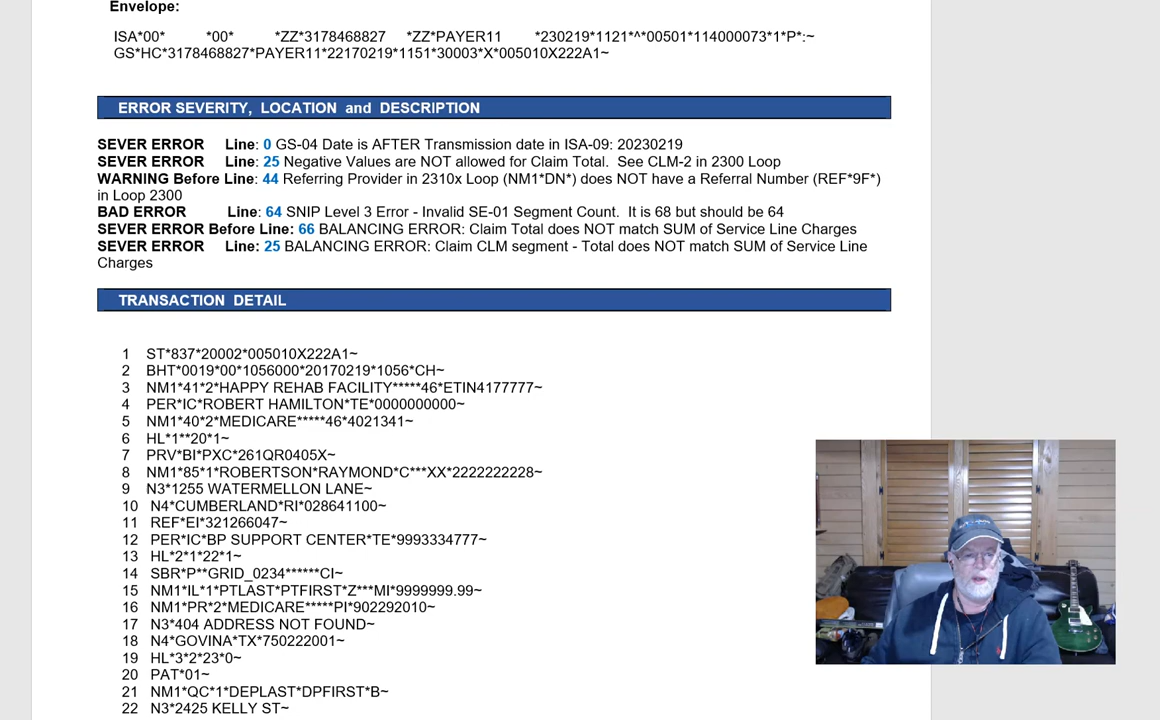 Envelope:
ISA*00* *00* *ZZ*3178468827 *ZZ*PAYER11 *230219*1121*^*00501*114000073*1*P*:~
GS*HC*3178468827*PAYER11*22170219*1151*30003*X*005010X222A1~
ERROR SEVERITY, LOCATION and DESCRIPTION
SEVER ERROR Line: 0 GS-04 Date is AFTER Transmission date in ISA-09: 20230219
SEVER ERROR Line: 25 Negative Values are NOT allowed for Claim Total. See CLM-2 in 2300 Loop
WARNING Before Line: 44 Referring Provider in 2310x Loop (NM1*DN*) does NOT have a Referral Number (REF*9F*)
in Loop 2300
BAD ERROR Line: 64 SNIP Level 3 Error - Invalid SE-01 Segment Count. It is 68 but should be 64
SEVER ERROR Before Line: 66 BALANCING ERROR: Claim Total does NOT match SUM of Service Line Charges
SEVER ERROR Line: 25 BALANCING ERROR: Claim CLM segment - Total does NOT match SUM of Service Line
Charges
TRANSACTION DETAIL
1 ST*837*20002*005010X222A1~
2 BHT*0019*00*1056000*20170219*1056*CH~
3 NM1*41*2*HAPPY REHAB FACILITY*****46*ETIN4177777~
4 PER*IC*ROBERT HAMILTON*TE*0000000000~
5 NM1*40*2*MEDICARE*****46*4021341~
6 HL*1**20*1~
7 PRV*BI*PXC*261QR0405X~
8 NM1*85*1*ROBERTSON*RAYMOND*C***XX*2222222228~
9 N3*1255 WATERMELLON LANE~
10 N4*CUMBERLAND*RI*028641100~
11 REF*EI*321266047~
12 PER*IC*BP SUPPORT CENTER*TE*9993334777~
13 HL*2*1*22*1~
14 SBR*P**GRID_0234******CI~
15 NM1*IL*1*PTLAST*PTFIRST*Z***MI*9999999.99~
16 NM1*PR*2*MEDICARE*****PI*902292010~
17 N3*404 ADDRESS NOT FOUND~
18 N4*GOVINA*TX*750222001~
19 HL*3*2*23*0~
20 PAT*01~
21 NM1*QC*1*DEPLAST*DPFIRST*B~
22 N3*2425 KELLY ST~